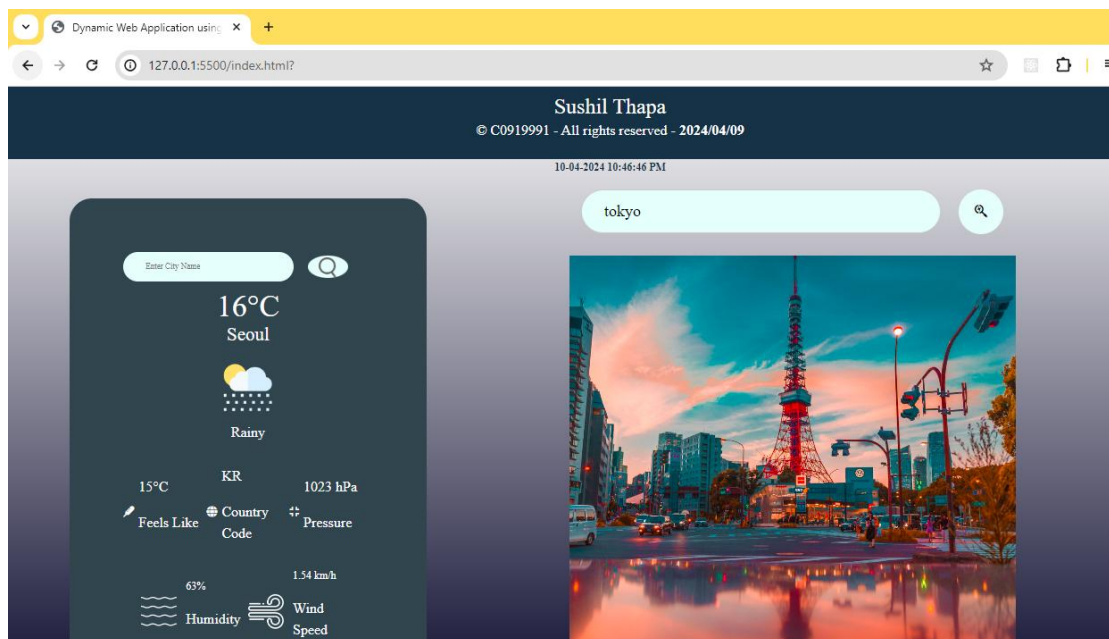 Dynamic Web Application using
127.0.0.1:5500/index.html?
Sushil Thapa
© C0919991 - All rights reserved - 2024/04/09
10-04-2024 10:46:46 PM
tokyo
Enter City Name
16°C
Seoul
Rainy
15°C
Feels Like
KR
Country
Code
1023 hPa
Pressure
63%
Humidity
1.54 km/h
Wind
Speed